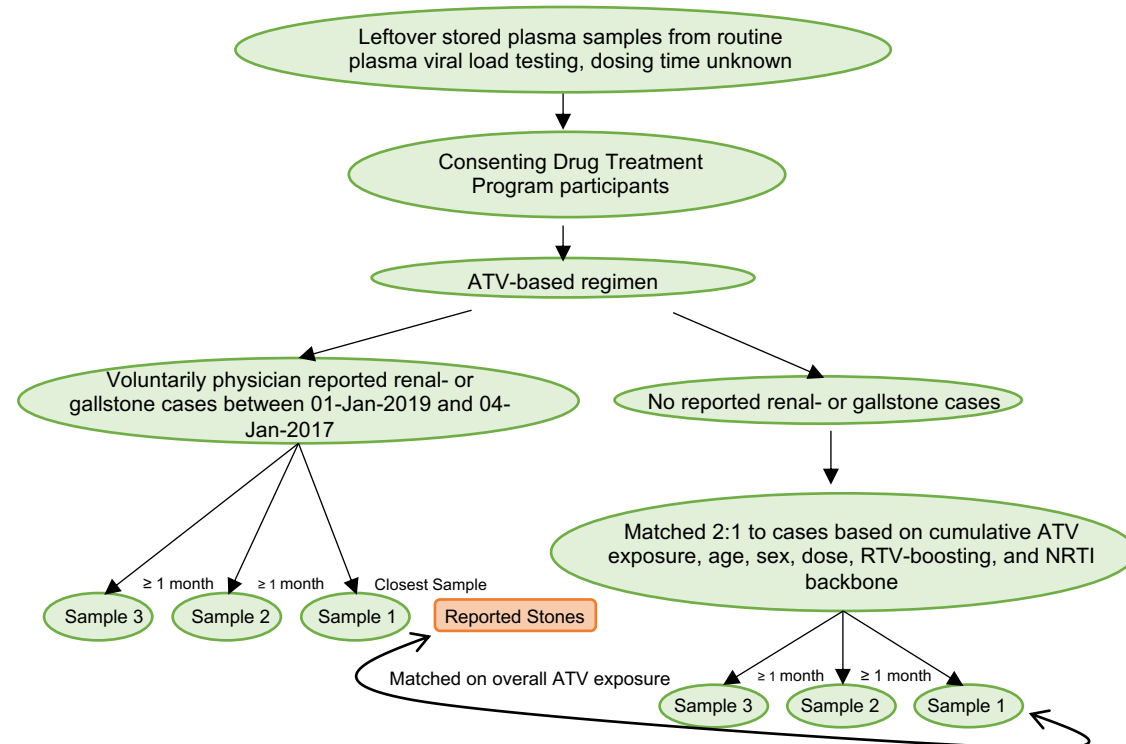 Leftover stored plasma samples from routine
plasma viral load testing, dosing time unknown
Consenting Drug Treatment
Program participants
ATV-based regimen
Voluntarily physician reported renal- or
gallstone cases between 01-Jan-2019 and 04-
Jan-2017
No reported renal- or gallstone cases
Matched 2:1 to cases based on cumulative ATV
exposure, age, sex, dose, RTV-boosting, and NRTI
backbone
≥ 1 month
≥ 1 month
Closest Sample
Sample 3
Sample 2
Sample 1
Reported Stones
Matched on overall ATV exposure
≥ 1 month
≥ 1 month
Sample 3
Sample 2
Sample 1